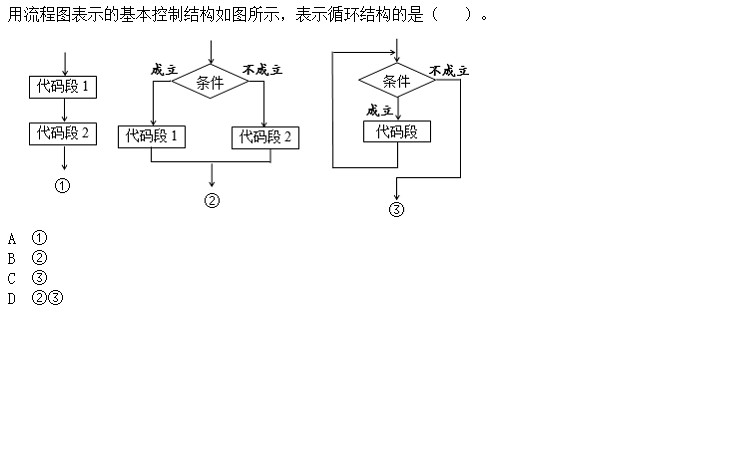 用流程图表示的基本控制结构如图所示，表示循环结构的是（   ）。
代码段1
代码段2
①
成立 条件 不成立
代码段1 代码段2
②
条件 不成立
成立
代码段
③
A ①
B ②
C ③
D ②③